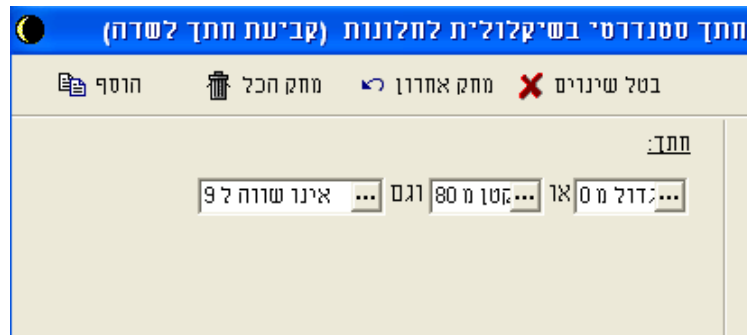 חתך סטנדרטי בשיקלולית לחלונות (קביעת חתך לשדה)
בטל שינוים מחק אחרון מחק הכל הוסף
חתך:
גדול מ 0 ... או קטן מ 80 ... וגם אינו שווה ל 9 ...